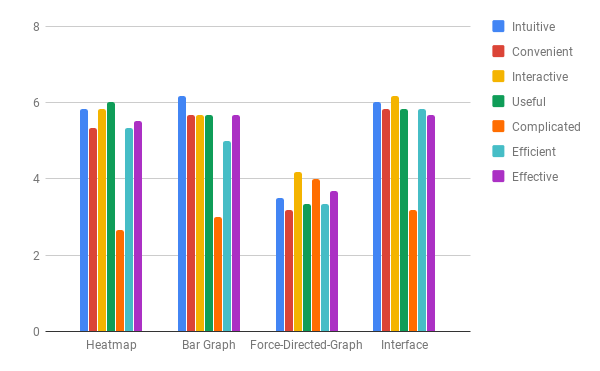 8
6
4
2
0
Heatmap
Bar Graph
Force-Directed-Graph
Interface
Intuitive
Convenient
Interactive
Useful
Complicated
Efficient
Effective